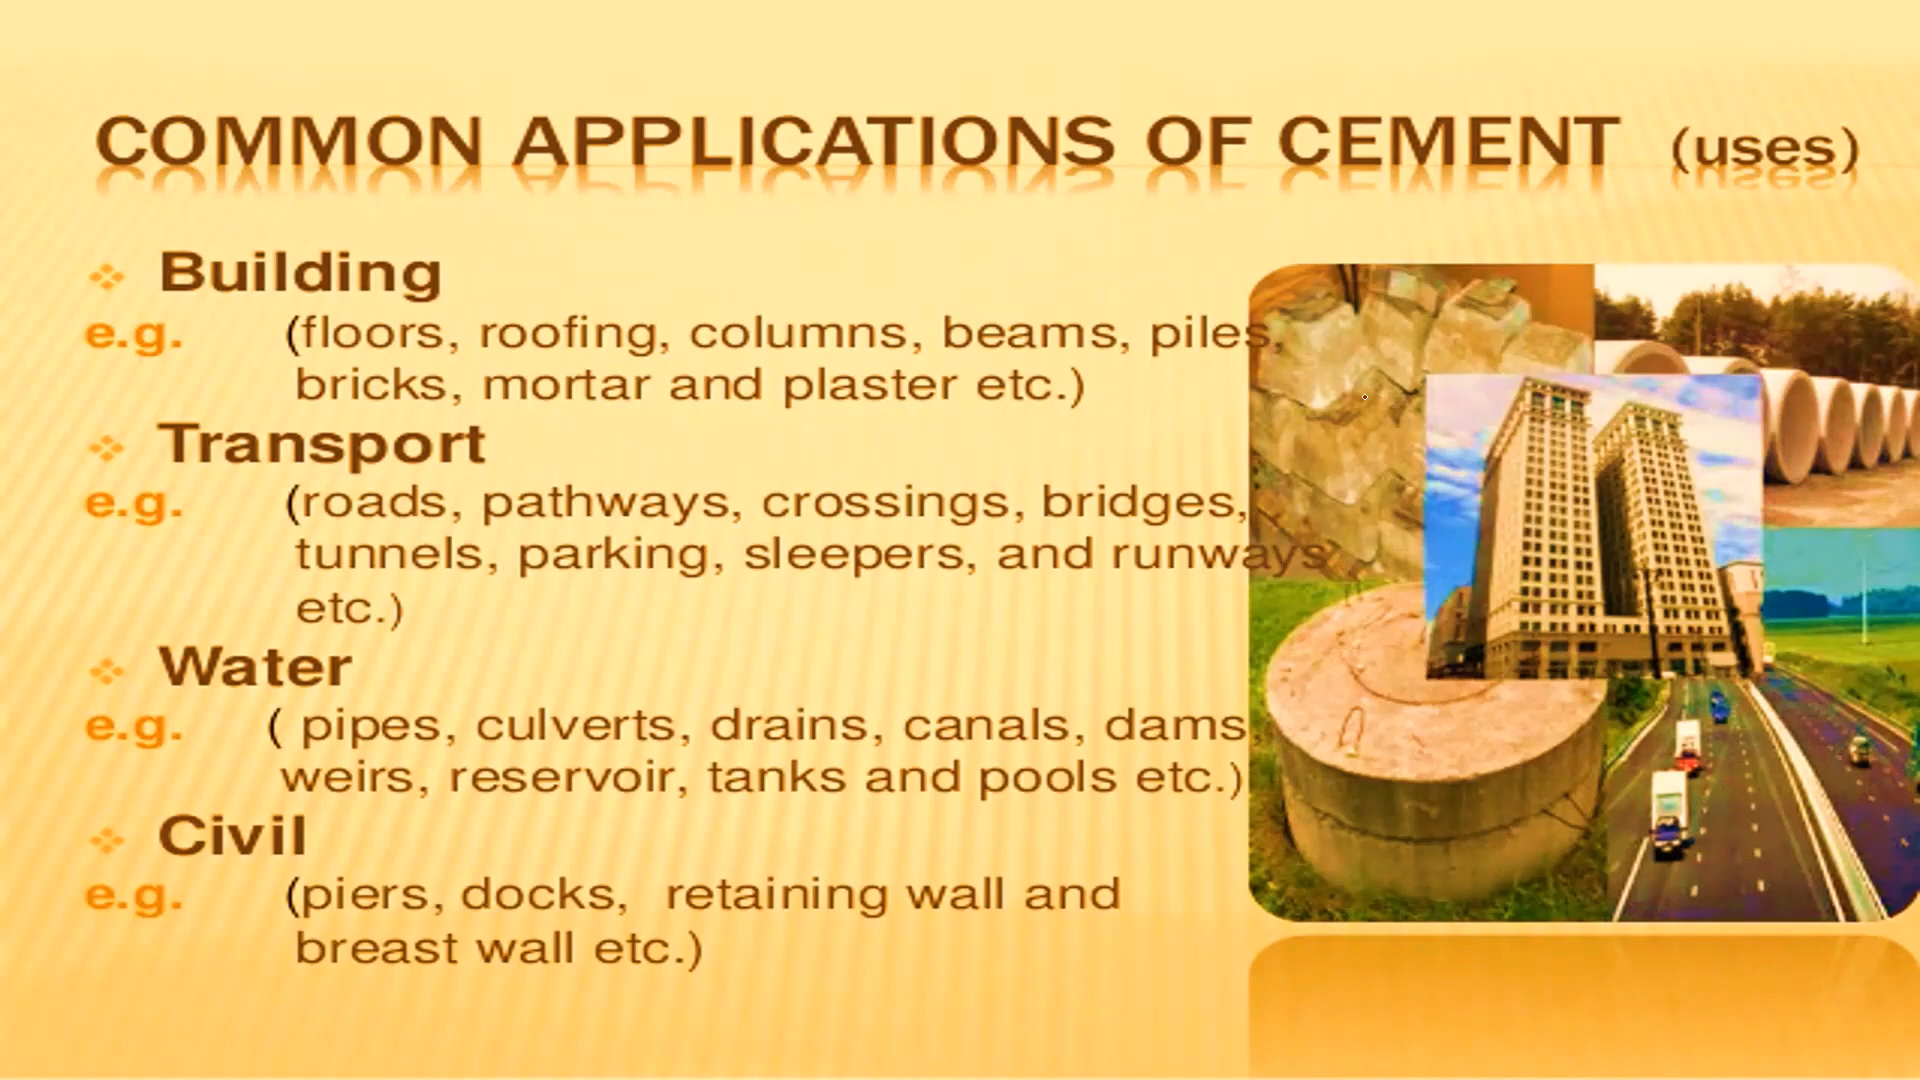 COMMON APPLICATIONS OF CEMENT (uses)
Building
e.g. (floors, roofing, columns, beams, piles,
bricks, mortar and plaster etc.)
Transport
e.g. (roads, pathways, crossings, bridges,
tunnels, parking, sleepers, and runways
etc.)
Water
e.g. ( pipes, culverts, drains, canals, dams
weirs, reservoir, tanks and pools etc.)
Civil
e.g. (piers, docks, retaining wall and
breast wall etc.)